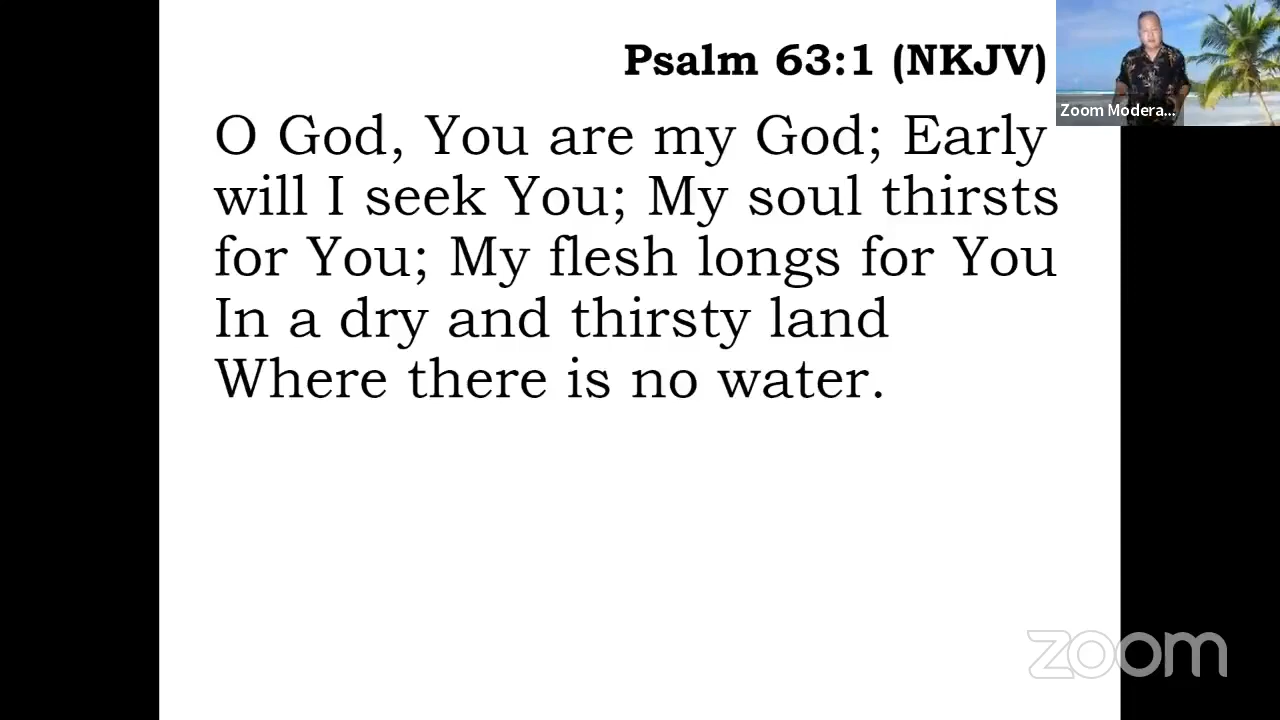 Psalm 63:1 (NKJV)
O God, You are my God; Early
will I seek You; My soul thirsts
for You; My flesh longs for You
In a dry and thirsty land
Where there is no water.
Zoom Modera...
zoom